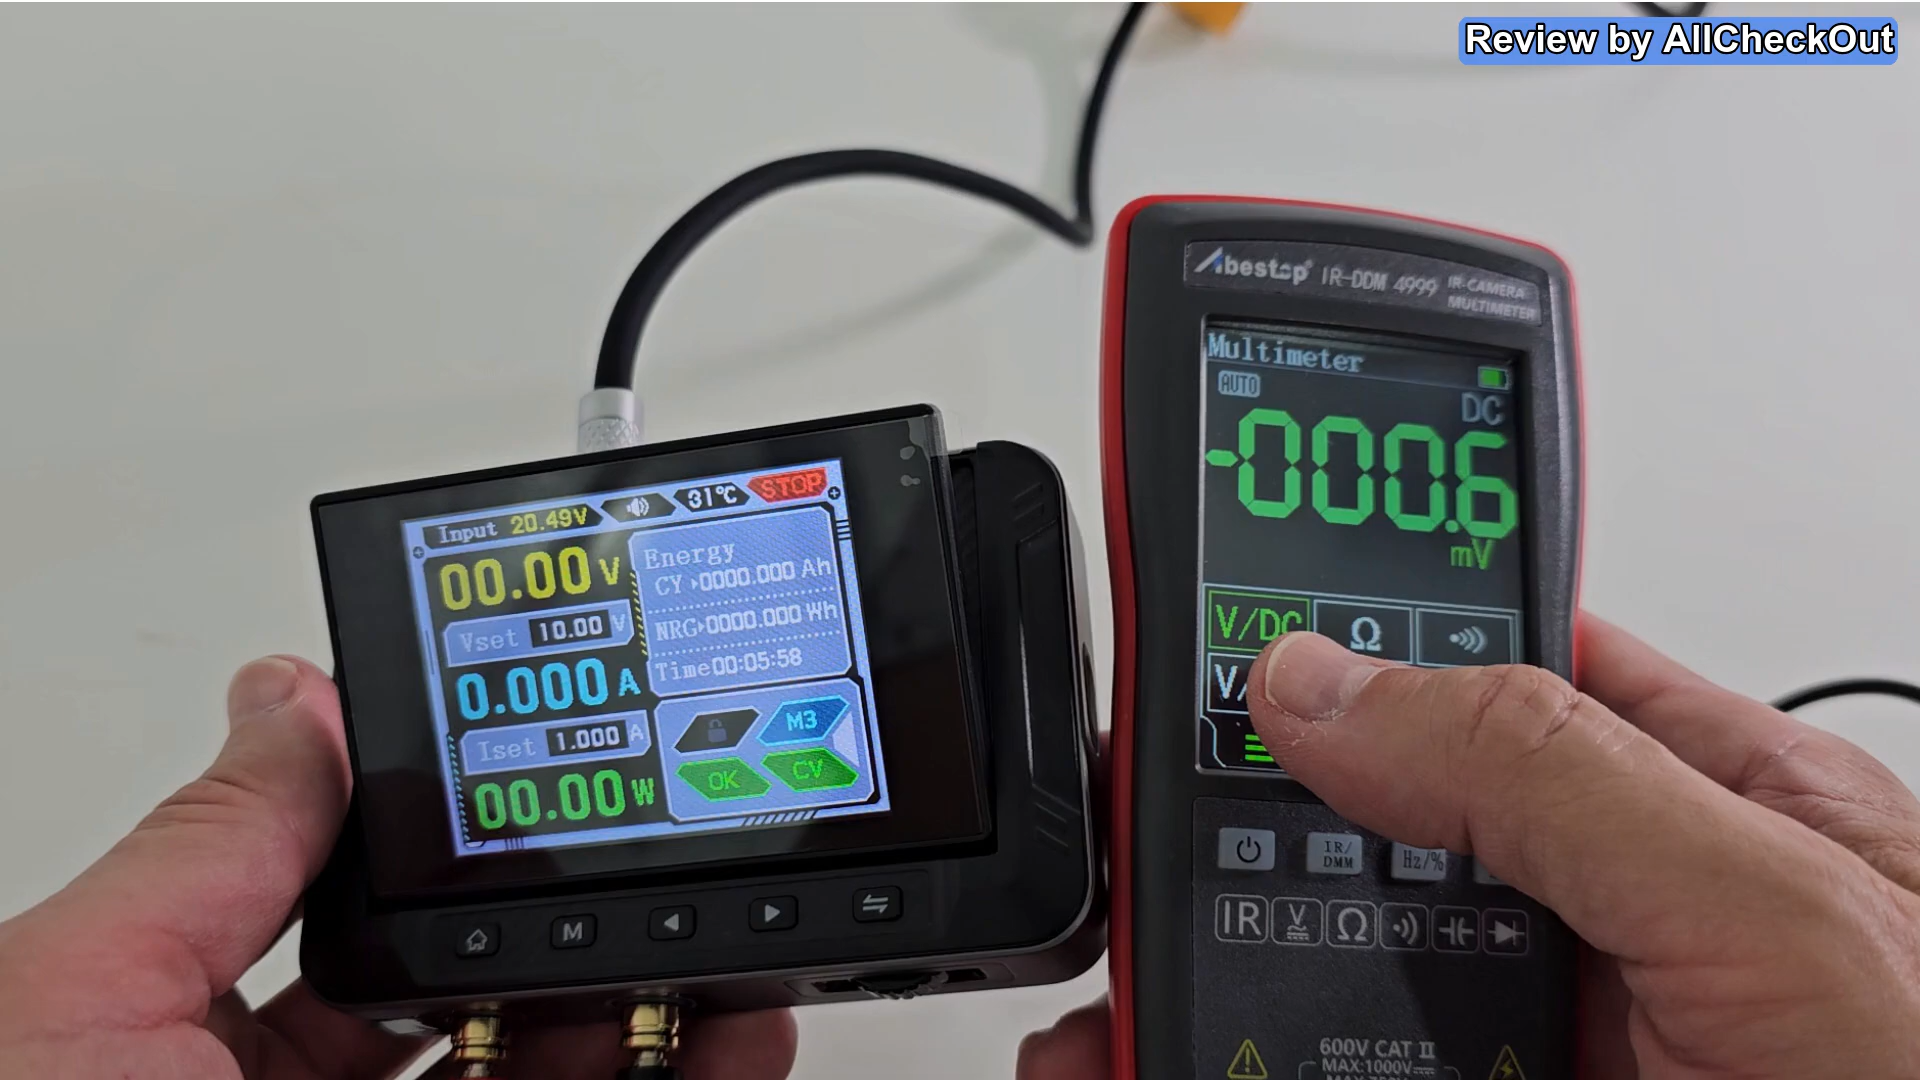 Review by AllCheckOut
Abestop IR-DDM 4999 IR-CAMERA
MULTIMETER
Multimeter
AUTO
DC
-000.6
mV
V/DC Ω
V/
IR/
DMM
Hz/%
IR V Ω
600V CAT II
MAX:1000V
Input 20.49V 31℃ STOP
00.00 V
Vset 10.00 V
0.000 A
Iset 1.000 A
00.00 W
Energy
CY 0000.000 Ah
NRG 0000.000 Wh
Time 00:05:58
M3
OK CV
M